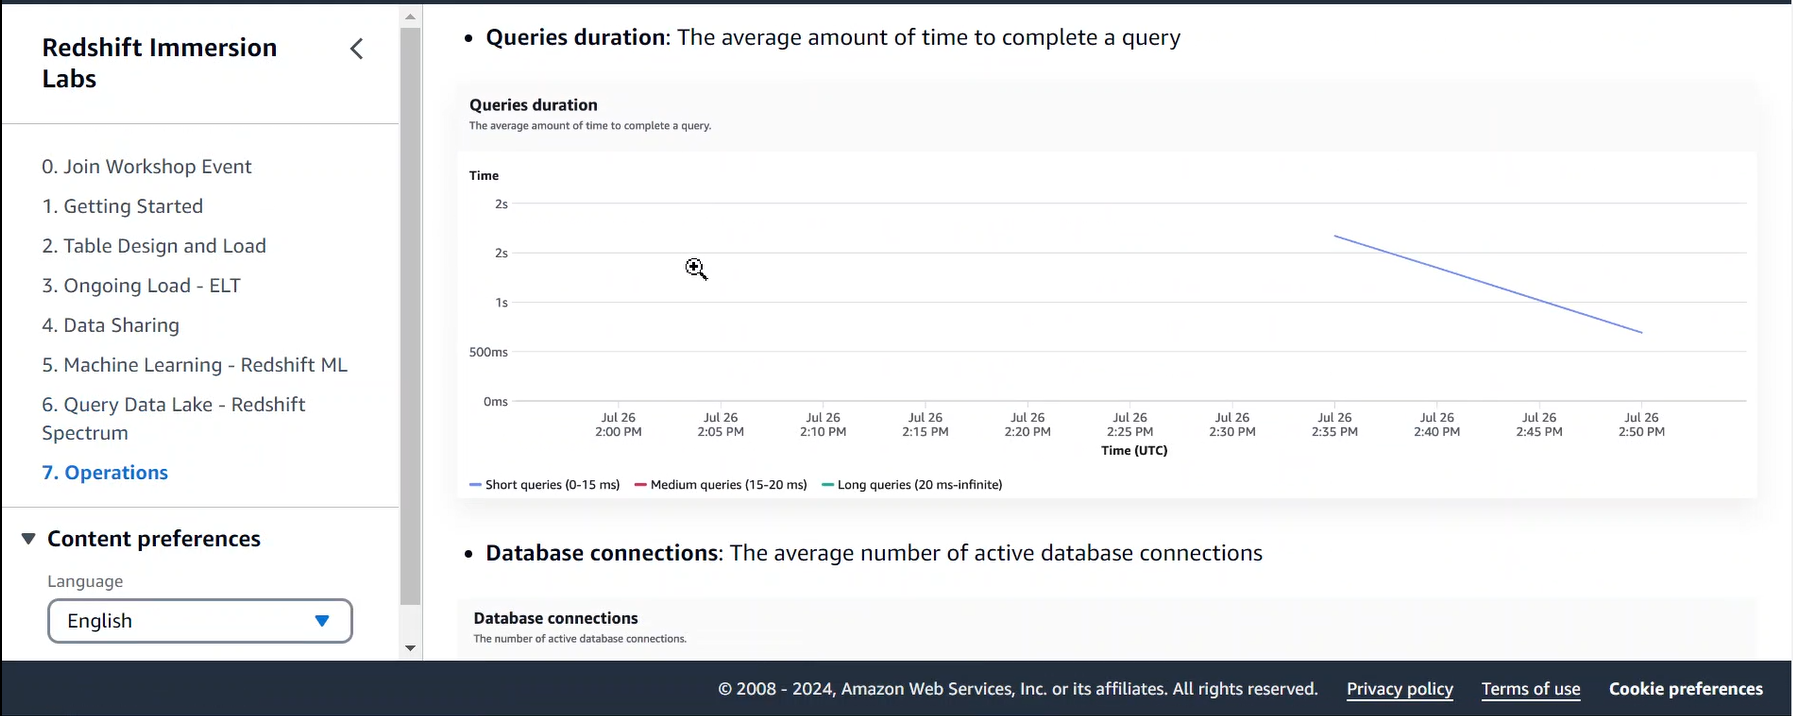 Redshift Immersion
Labs
0. Join Workshop Event
1. Getting Started
2. Table Design and Load
3. Ongoing Load - ELT
4. Data Sharing
5. Machine Learning - Redshift ML
6. Query Data Lake - Redshift
Spectrum
7. Operations
Content preferences
Language
English
• Queries duration: The average amount of time to complete a query
Queries duration
The average amount of time to complete a query.
Time
2s
2s
1s
500ms
0ms
Jul 26 Jul 26 Jul 26 Jul 26 Jul 26 Jul 26 Jul 26 Jul 26 Jul 26 Jul 26 Jul 26
2:00 PM 2:05 PM 2:10 PM 2:15 PM 2:20 PM 2:25 PM 2:30 PM 2:35 PM 2:40 PM 2:45 PM 2:50 PM
Time (UTC)
Short queries (0-15 ms) Medium queries (15-20 ms) Long queries (20 ms-infinite)
• Database connections: The average number of active database connections
Database connections
The number of active database connections.
© 2008 - 2024, Amazon Web Services, Inc. or its affiliates. All rights reserved. Privacy policy Terms of use Cookie preferences